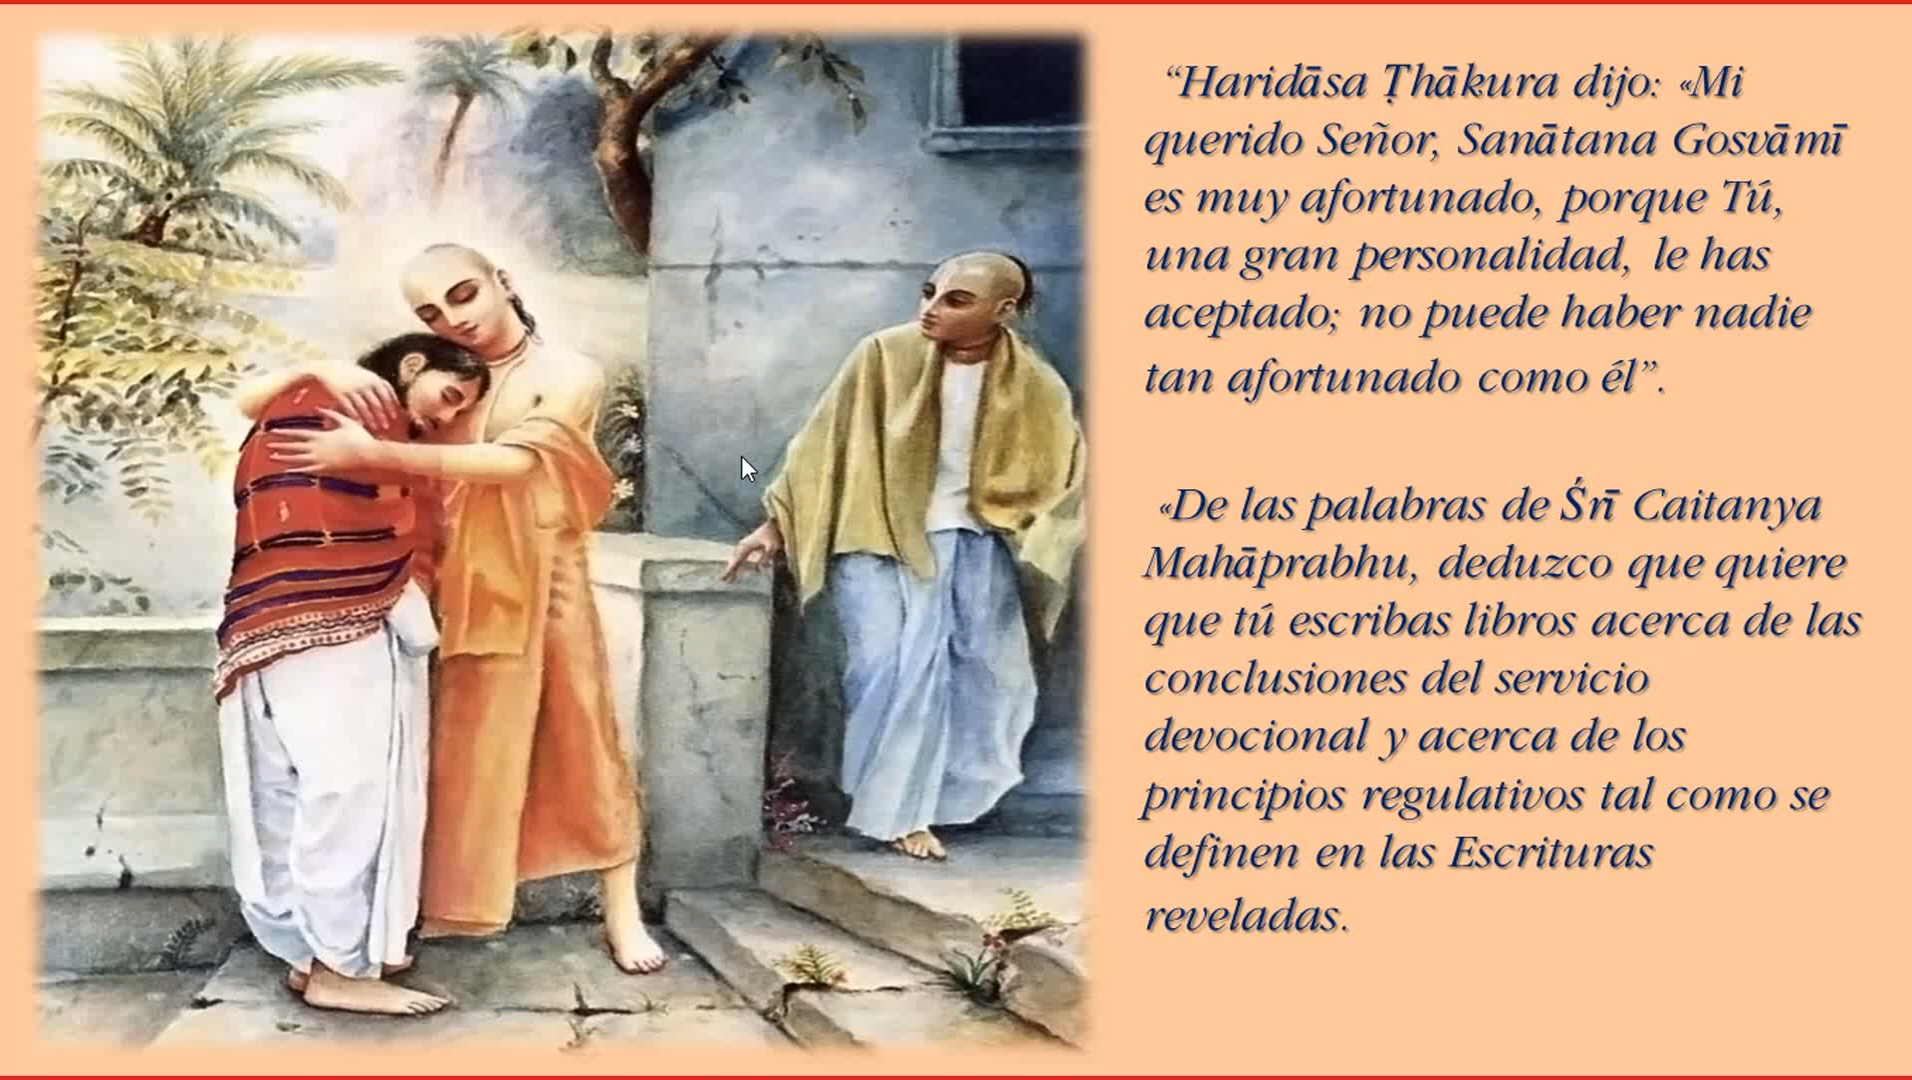 “Haridāsa Ṭhākura dijo: «Mi
querido Señor, Sanātana Gosvāmī
es muy afortunado, porque Tú,
una gran personalidad, le has
aceptado; no puede haber nadie
tan afortunado como él”.
«De las palabras de Śrī Caitanya
Mahāprabhu, deduzco que quiere
que tú escribas libros acerca de las
conclusiones del servicio
devocional y acerca de los
principios regulativos tal como se
definen en las Escrituras
reveladas.